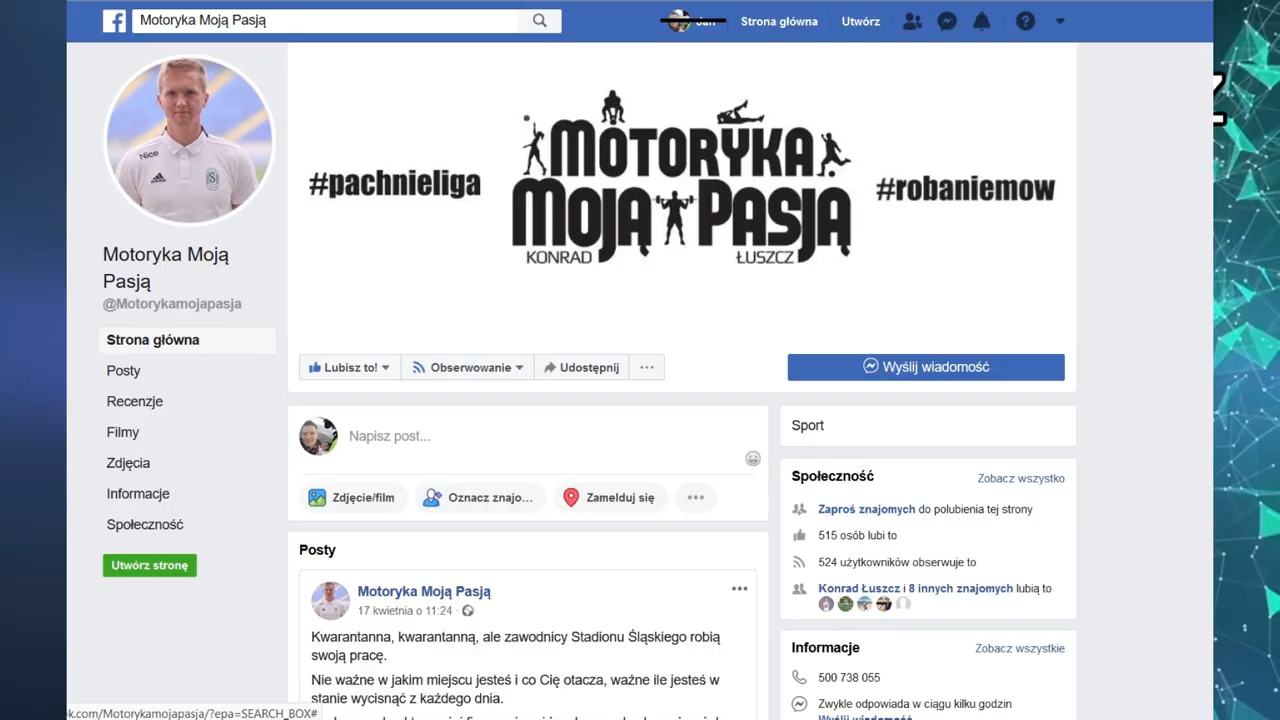 Motoryka Moją Pasją
Strona główna
Utwórz
Nice
Motoryka Moją
Pasją
@Motorykamojapasja
Strona główna
Posty
Recenzje
Filmy
Zdjęcia
Informacje
Społeczność
Utwórz stronę
#pachnieliga
MOTORYKA
MOJĄ PASJĄ
KONRAD ŁUSZCZ
#robaniemow
Lubisz to!
Obserwowanie
Udostępnij
Wyślij wiadomość
Napisz post...
Zdjęcie/film
Oznacz znajo...
Zamelduj się
Posty
Motoryka Moją Pasją
17 kwietnia o 11:24
Kwarantanna, kwarantanną, ale zawodnicy Stadionu Śląskiego robią
swoją pracę.
Nie ważne w jakim miejscu jesteś i co Cię otacza, ważne ile jesteś w
stanie wycisnąć z każdego dnia.
Sport
Społeczność
Zobacz wszystko
Zaproś znajomych do polubienia tej strony
515 osób lubi to
524 użytkowników obserwuje to
Konrad Łuszcz i 8 innych znajomych lubią to
Informacje
Zobacz wszystkie
500 738 055
Zwykle odpowiada w ciągu kilku godzin
Wyślij wiadomość
k.com/Motorykamojapasja/?epa=SEARCH_BOX#